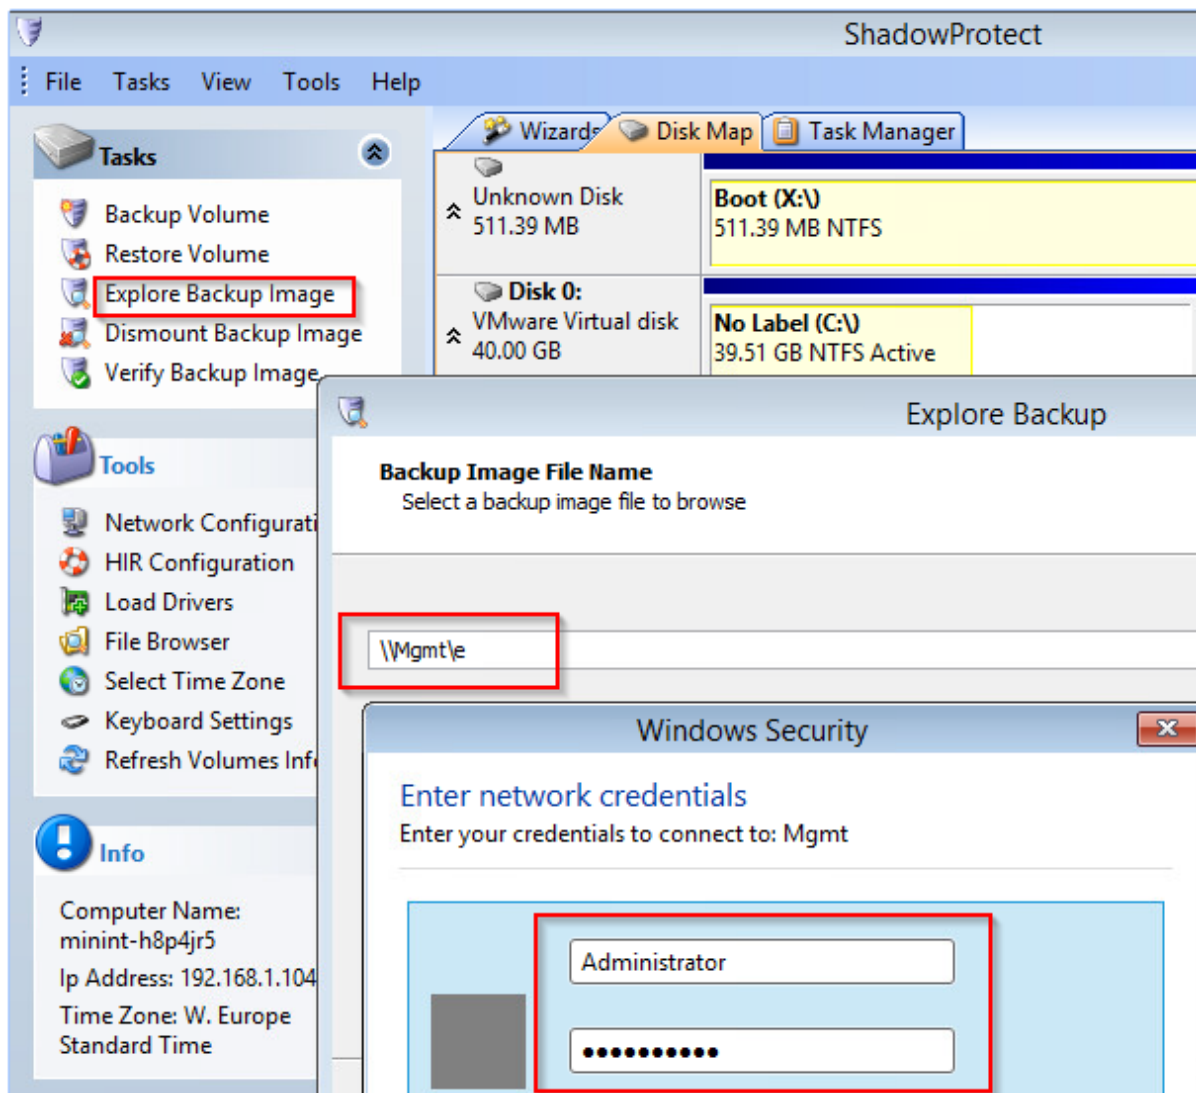 ShadowProtect
File Tasks View Tools Help
Wizards Disk Map Task Manager
Tasks
Backup Volume
Restore Volume
Explore Backup Image
Dismount Backup Image
Verify Backup Image
Unknown Disk
511.39 MB
Boot (X:\)
511.39 MB NTFS
Disk 0:
VMware Virtual disk
40.00 GB
No Label (C:\)
39.51 GB NTFS Active
Tools
Network Configurati
HIR Configuration
Load Drivers
File Browser
Select Time Zone
Keyboard Settings
Refresh Volumes Inf
Info
Computer Name:
minint-h8p4jr5
Ip Address: 192.168.1.104
Time Zone: W. Europe
Standard Time
Explore Backup
Backup Image File Name
Select a backup image file to browse
\\Mgmt\e
Windows Security
Enter network credentials
Enter your credentials to connect to: Mgmt
Administrator
●●●●●●●●●●